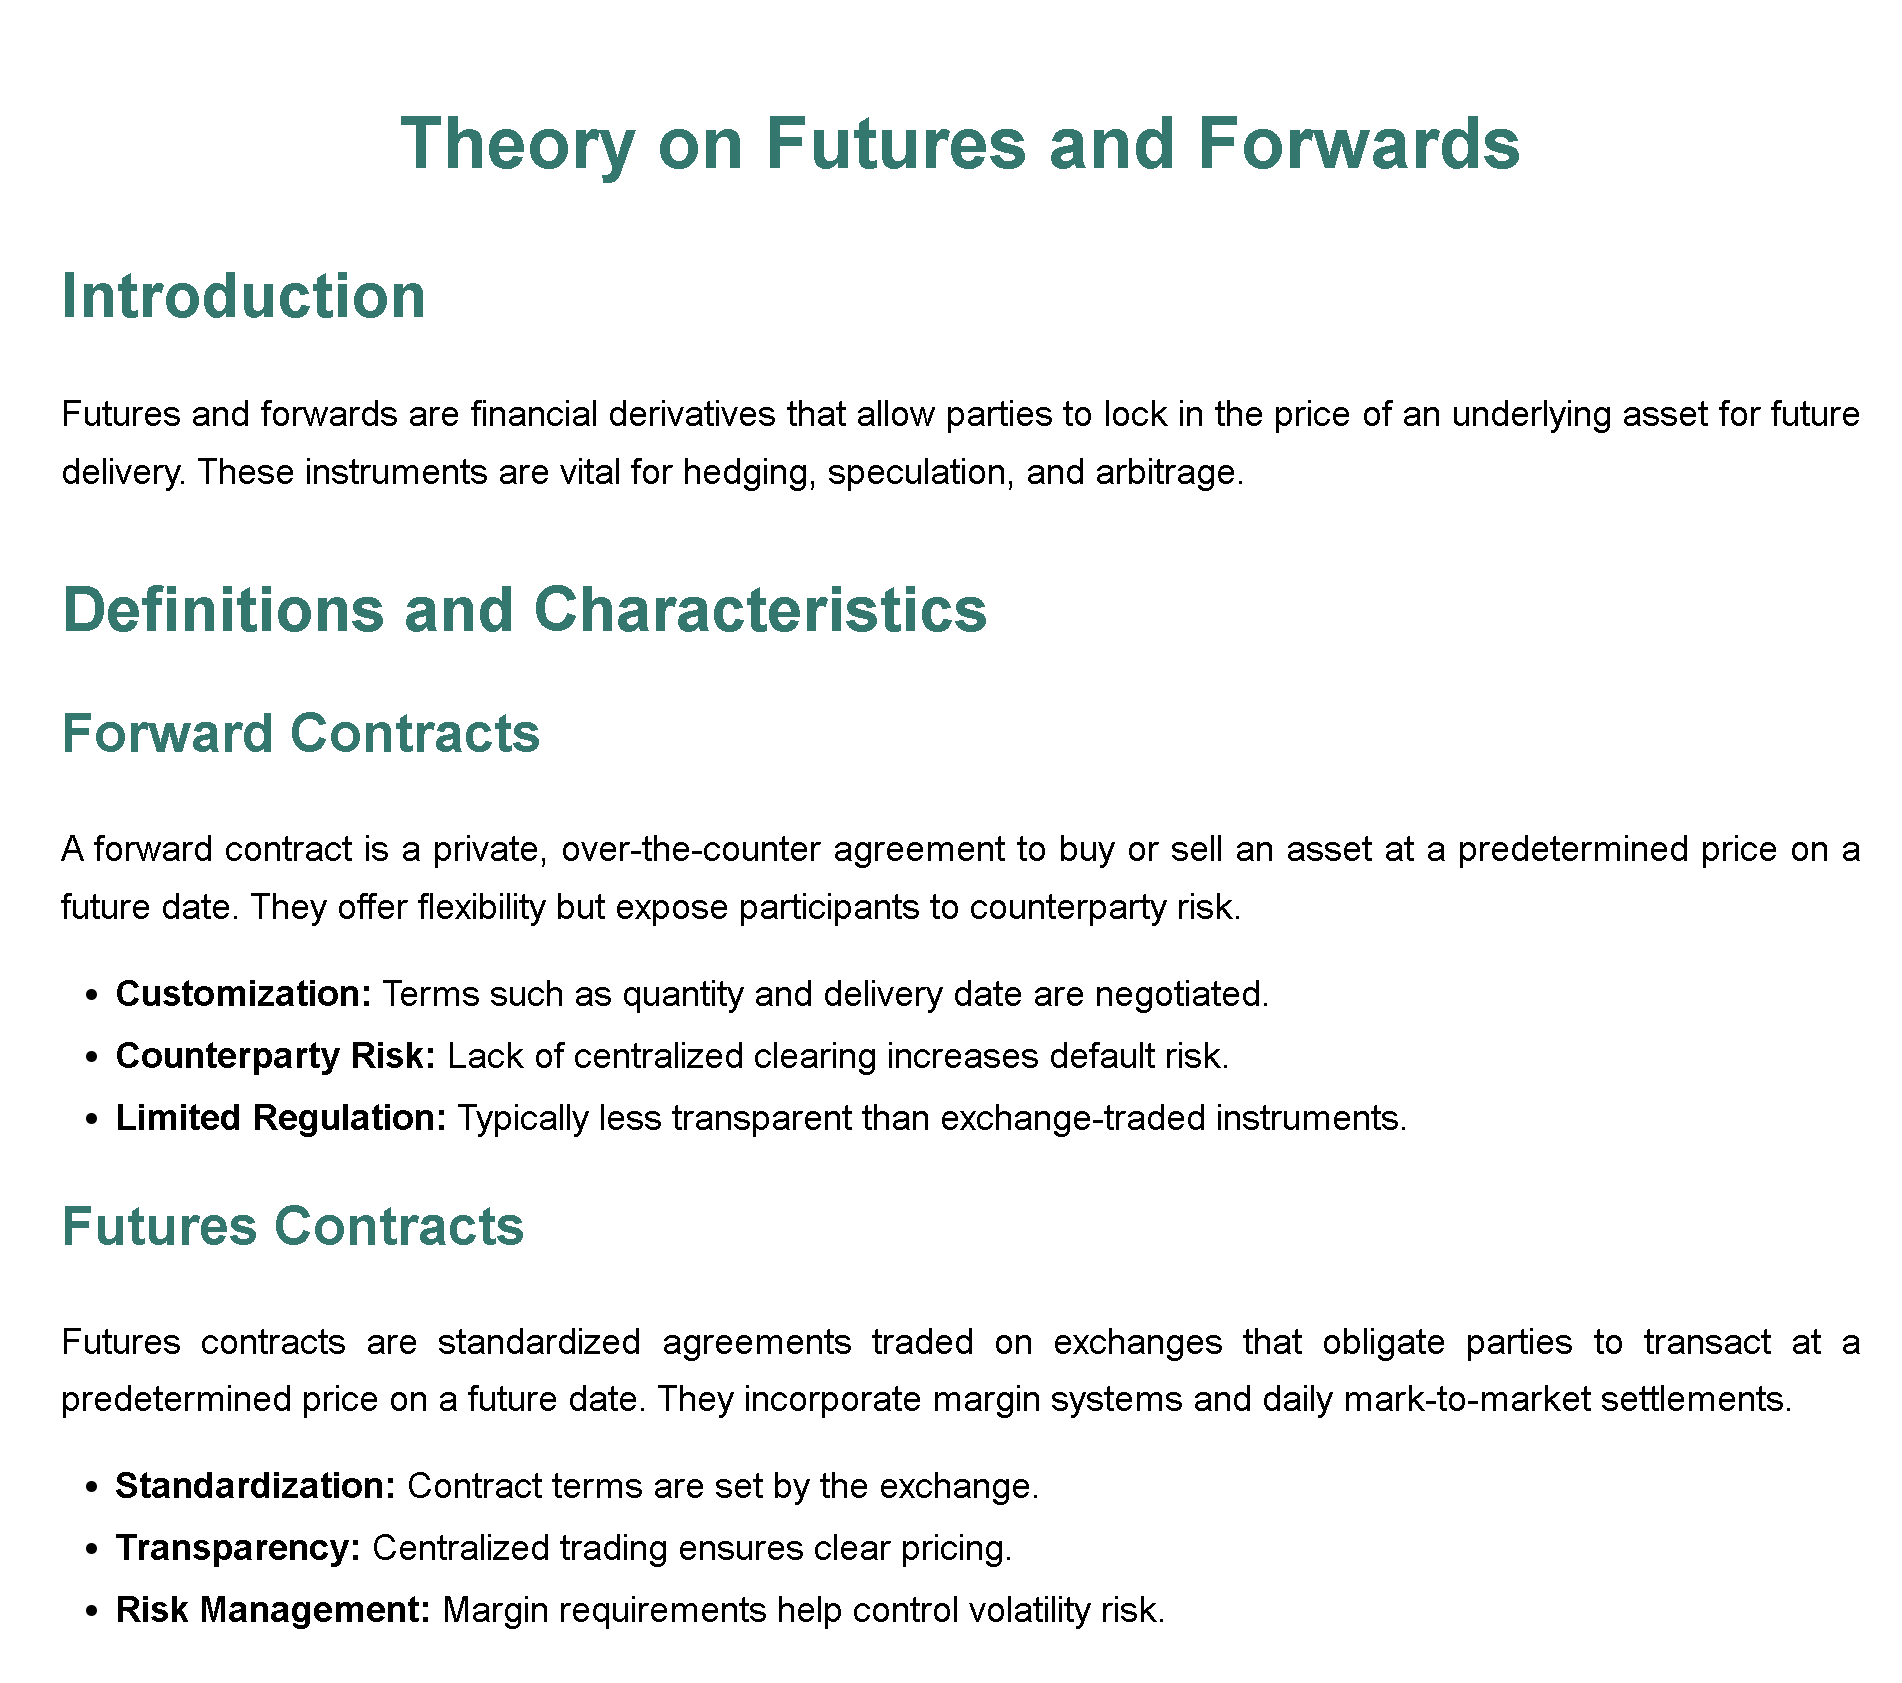 Theory on Futures and Forwards
Introduction
Futures and forwards are financial derivatives that allow parties to lock in the price of an underlying asset for future
delivery. These instruments are vital for hedging, speculation, and arbitrage.
Definitions and Characteristics
Forward Contracts
A forward contract is a private, over-the-counter agreement to buy or sell an asset at a predetermined price on a
future date. They offer flexibility but expose participants to counterparty risk.
• Customization: Terms such as quantity and delivery date are negotiated.
• Counterparty Risk: Lack of centralized clearing increases default risk.
• Limited Regulation: Typically less transparent than exchange-traded instruments.
Futures Contracts
Futures contracts are standardized agreements traded on exchanges that obligate parties to transact at a
predetermined price on a future date. They incorporate margin systems and daily mark-to-market settlements.
• Standardization: Contract terms are set by the exchange.
• Transparency: Centralized trading ensures clear pricing.
• Risk Management: Margin requirements help control volatility risk.